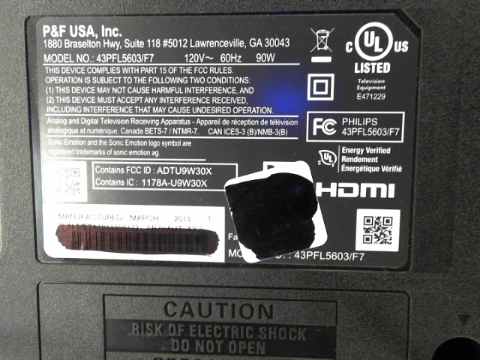 P&F USA, Inc.
1880 Braselton Hwy, Suite 118 #5012 Lawrenceville, GA 30043
MODEL NO.: 43PFL5603/F7 120V~ 60Hz 90W
THIS DEVICE COMPLIES WITH PART 15 OF THE FCC RULES.
OPERATION IS SUBJECT TO THE FOLLOWING TWO CONDITIONS:
(1) THIS DEVICE MAY NOT CAUSE HARMFUL INTERFERENCE, AND
(2) THIS DEVICE MUST ACCEPT ANY INTERFERENCE RECEIVED,
INCLUDING INTERFERENCE THAT MAY CAUSE UNDESIRED OPERATION.
Analog and Digital Television Receiving Apparatus - Appareil de réception de télévision
analogique et numérique. Canada BETS-7 / NTMR-7. CAN ICES-3 (B)/NMB-3(B)
Sonic Emotion and the Sonic Emotion logo symbol are
registered trademarks of sonic emotion ag.
Contains FCC ID : ADTU9W30X
Contains IC : 1178A-U9W30X
MANUFACTURED MARCH
C UL US
LISTED
Television
Equipment
E471229
FC PHILIPS
43PFL5603/F7
UL
Energy Verified
Rendement
Énergétique Vérifié
HDMI
: 43PFL5603/F7
CAUTION
RISK OF ELECTRIC SHOCK
DO NOT OPEN